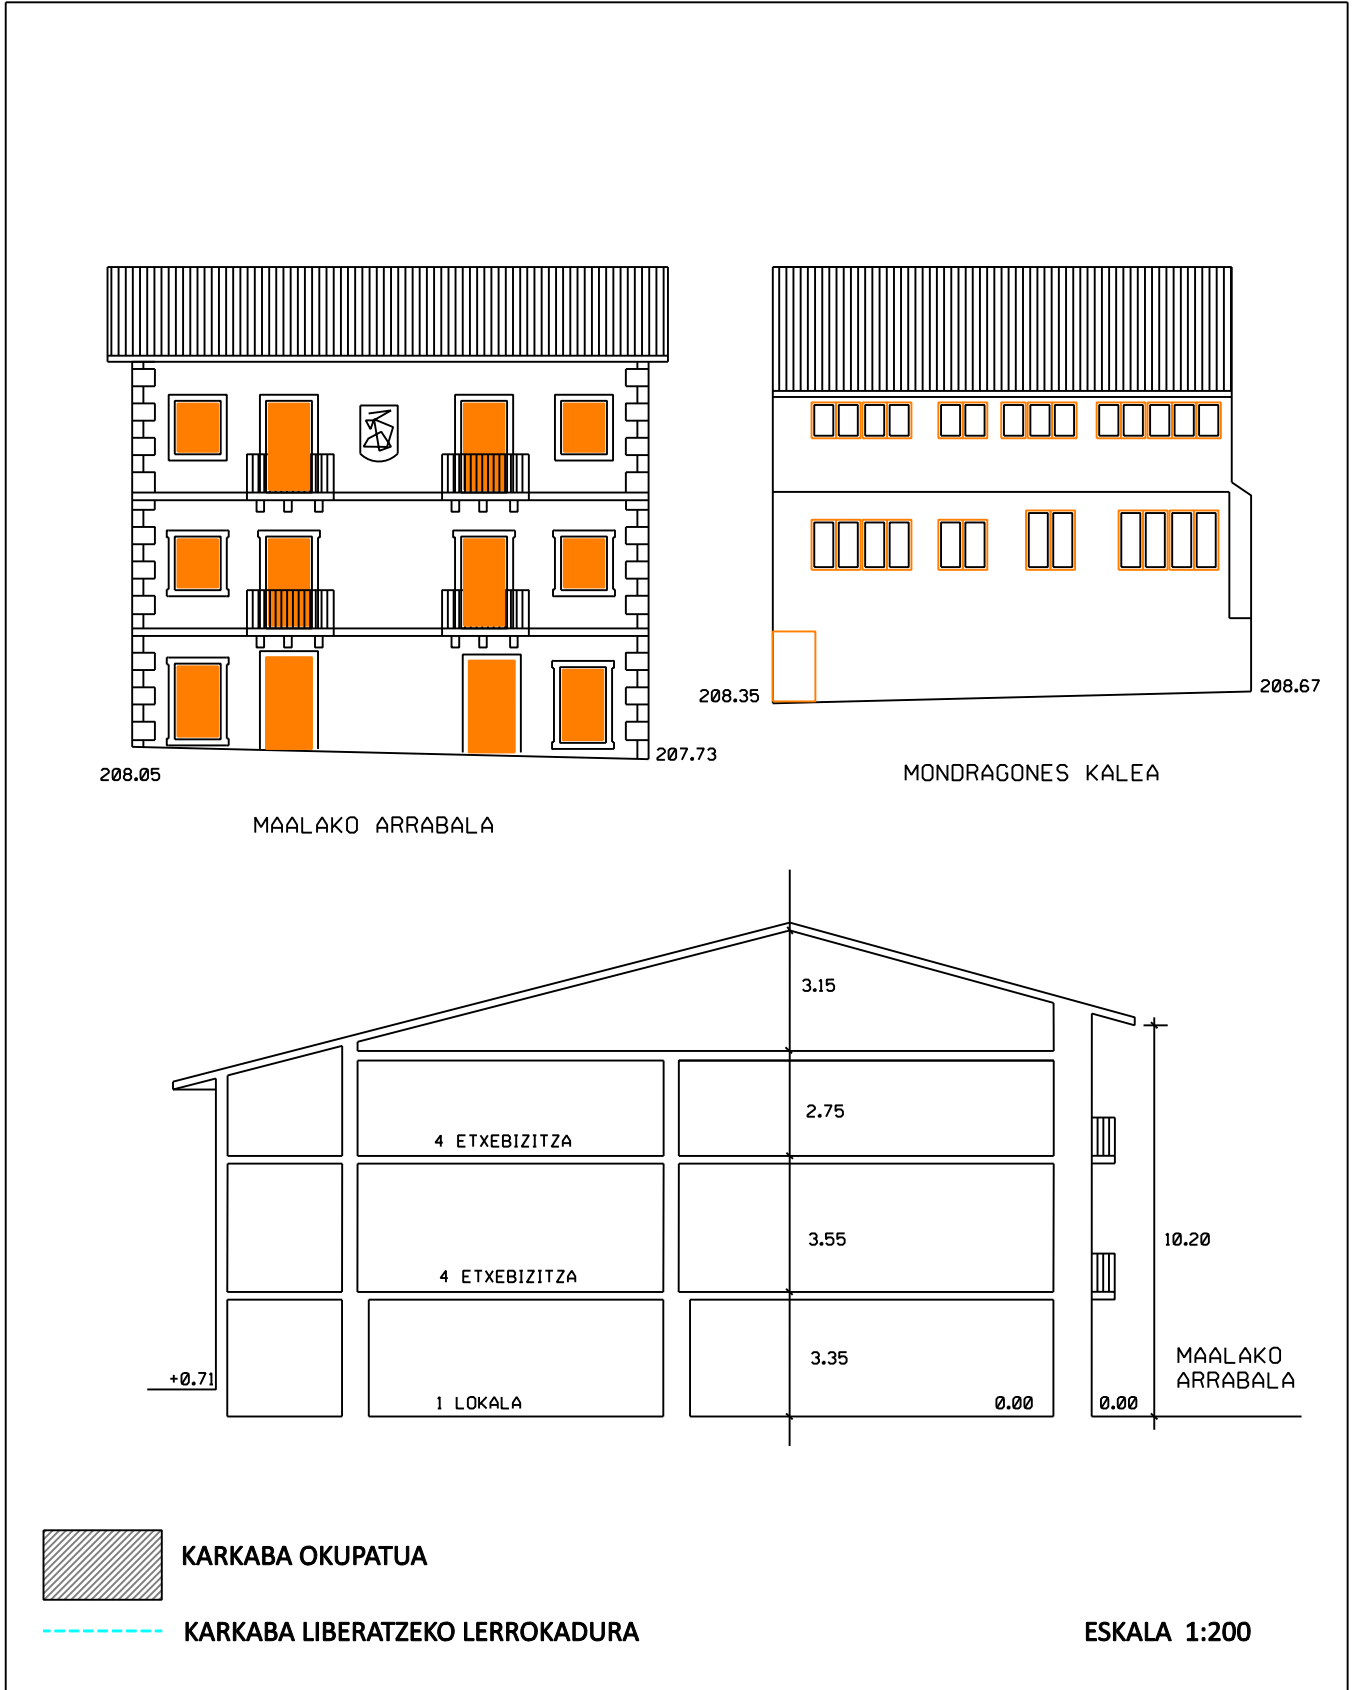 208.05
207.73
MAALAKO ARRABALA
208.35
208.67
MONDRAGONES KALEA
3.15
2.75
4 ETXEBIZITZA
3.55
10.20
4 ETXEBIZITZA
3.35
MAALAKO
ARRABALA
+0.71
1 LOKALA
0.00
0.00
KARKABA OKUPATUA
KARKABA LIBERATZEKO LERROKADURA
ESKALA 1:200